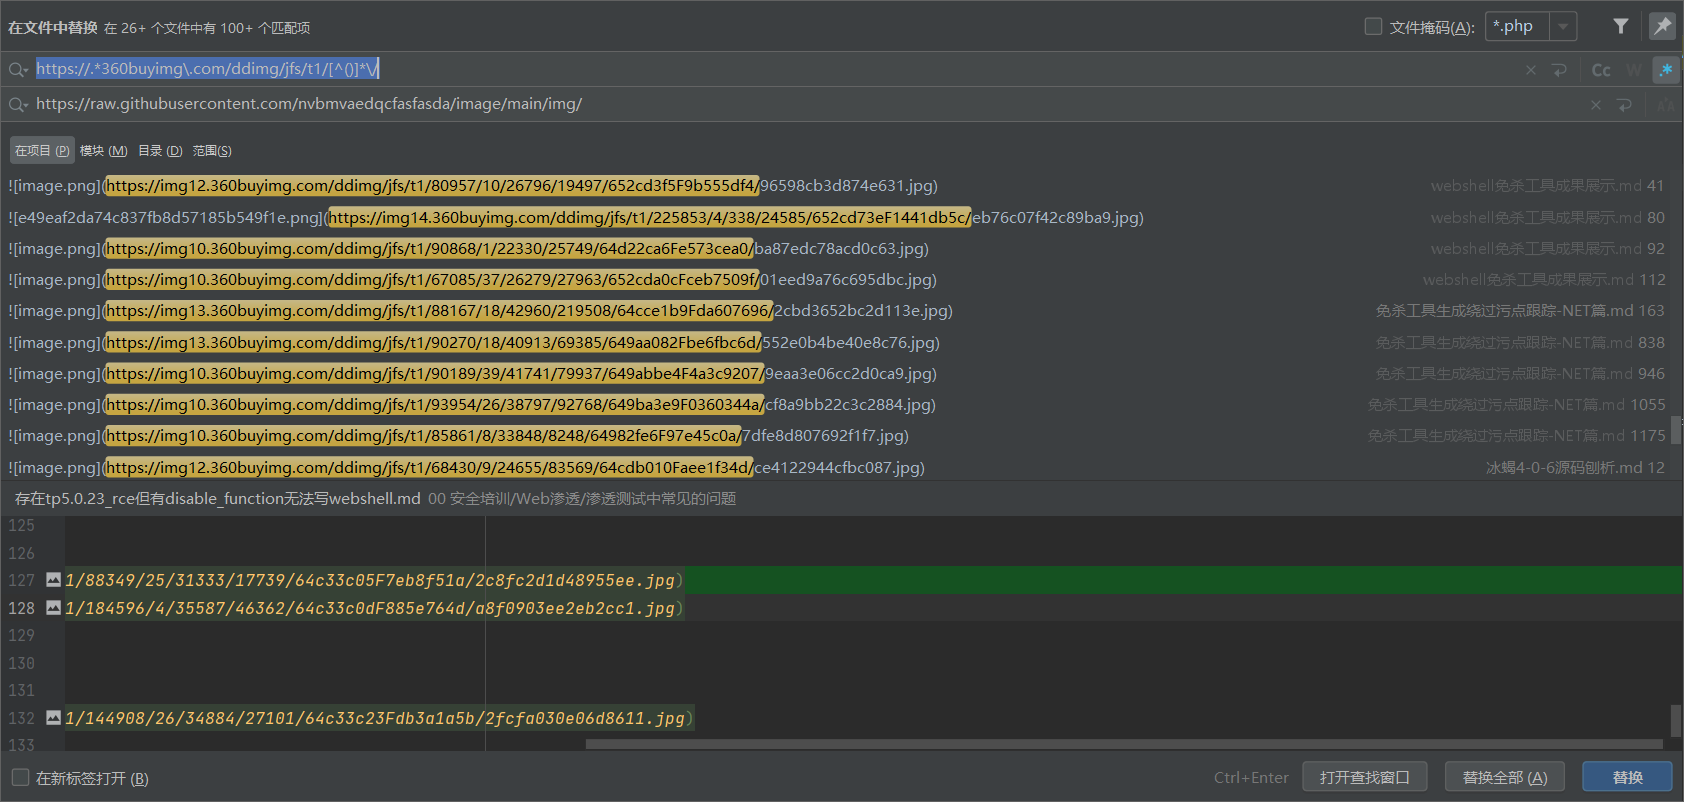 在文件中替换 在 26+ 个文件中有 100+ 个匹配项 文件掩码(A): *.php
https://.*360buyimg\.com/ddimg/jfs/t1/[^()]*\/ Cc W .*
https://raw.githubusercontent.com/nvbmvaedqcfasfasda/image/main/img/
在项目 (P) 模块 (M) 目录 (D) 范围(S)
![image.png](https://img12.360buyimg.com/ddimg/jfs/t1/80957/10/26796/19497/652cd3f5F9b555df4/96598cb3d874e631.jpg) webshell免杀工具成果展示.md 41
![e49eaf2da74c837fb8d57185b549f1e.png](https://img14.360buyimg.com/ddimg/jfs/t1/225853/4/338/24585/652cd73eF1441db5c/eb76c07f42c89ba9.jpg) webshell免杀工具成果展示.md 80
![image.png](https://img10.360buyimg.com/ddimg/jfs/t1/90868/1/22330/25749/64d22ca6Fe573cea0/ba87edc78acd0c63.jpg) webshell免杀工具成果展示.md 92
![image.png](https://img10.360buyimg.com/ddimg/jfs/t1/67085/37/26279/27963/652cda0cFceb7509f/01eed9a76c695dbc.jpg) webshell免杀工具成果展示.md 112
![image.png](https://img13.360buyimg.com/ddimg/jfs/t1/88167/18/42960/219508/64cce1b9Fda607696/2cbd3652bc2d113e.jpg) 免杀工具生成绕过污点跟踪-NET篇.md 163
![image.png](https://img13.360buyimg.com/ddimg/jfs/t1/90270/18/40913/69385/649aa082Fbe6fbc6d/552e0b4be40e8c76.jpg) 免杀工具生成绕过污点跟踪-NET篇.md 838
![image.png](https://img10.360buyimg.com/ddimg/jfs/t1/90189/39/41741/79937/649abbe4F4a3c9207/9eaa3e06cc2d0ca9.jpg) 免杀工具生成绕过污点跟踪-NET篇.md 946
![image.png](https://img10.360buyimg.com/ddimg/jfs/t1/93954/26/38797/92768/649ba3e9F0360344a/cf8a9bb22c3c2884.jpg) 免杀工具生成绕过污点跟踪-NET篇.md 1055
![image.png](https://img10.360buyimg.com/ddimg/jfs/t1/85861/8/33848/8248/64982fe6F97e45c0a/7dfe8d807692f1f7.jpg) 免杀工具生成绕过污点跟踪-NET篇.md 1175
![image.png](https://img12.360buyimg.com/ddimg/jfs/t1/68430/9/24655/83569/64cdb010Faee1f34d/ce4122944cfbc087.jpg) 冰蝎4-0-6源码刨析.md 12
存在tp5.0.23_rce但有disable_function无法写webshell.md 00 安全培训/Web渗透/渗透测试中常见的问题
125
126
127 1/88349/25/31333/17739/64c33c05F7eb8f51a/2c8fc2d1d48955ee.jpg)
128 1/184596/4/35587/46362/64c33c0dF885e764d/a8f0903ee2eb2cc1.jpg)
129
130
131
132 1/144908/26/34884/27101/64c33c23Fdb3a1a5b/2fcfa030e06d8611.jpg)
133
在新标签打开 (B) Ctrl+Enter 打开查找窗口 替换全部 (A) 替换